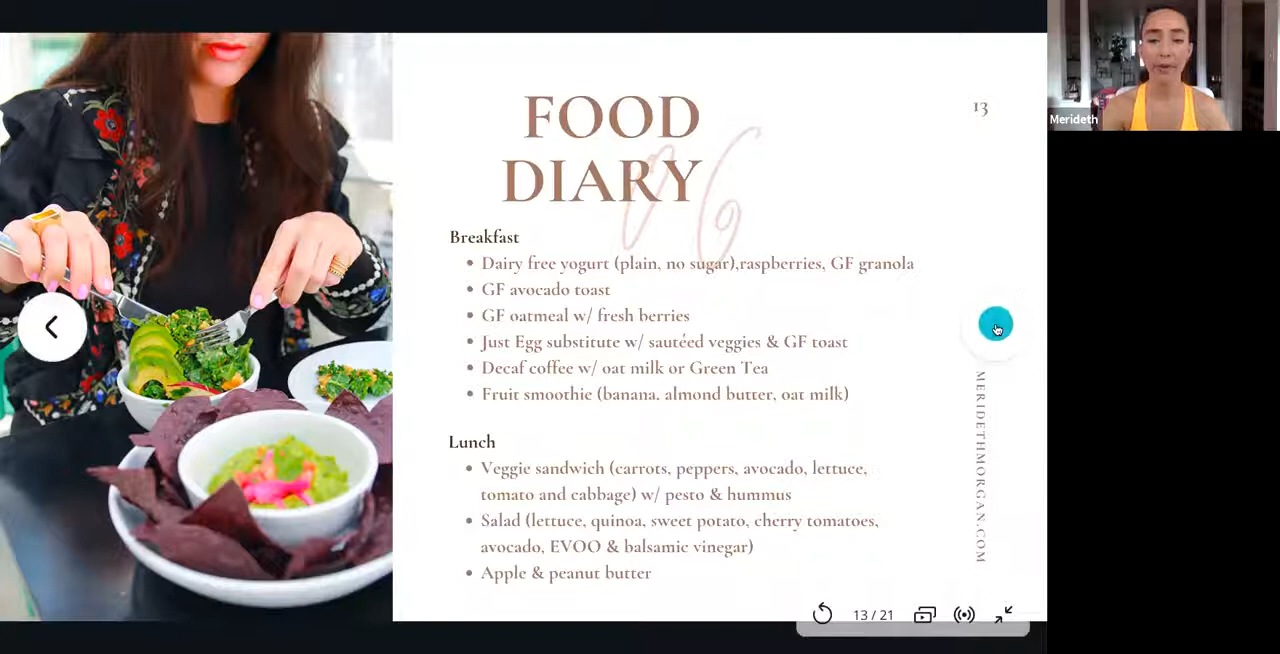 FOOD
DIARY
06
13
Breakfast
• Dairy free yogurt (plain, no sugar),raspberries, GF granola
• GF avocado toast
• GF oatmeal w/ fresh berries
• Just Egg substitute w/ sautéed veggies & GF toast
• Decaf coffee w/ oat milk or Green Tea
• Fruit smoothie (banana, almond butter, oat milk)
Lunch
• Veggie sandwich (carrots, peppers, avocado, lettuce,
tomato and cabbage) w/ pesto & hummus
• Salad (lettuce, quinoa, sweet potato, cherry tomatoes,
avocado, EVOO & balsamic vinegar)
• Apple & peanut butter
MERIDETHMORGAN.COM
13 / 21
Merideth